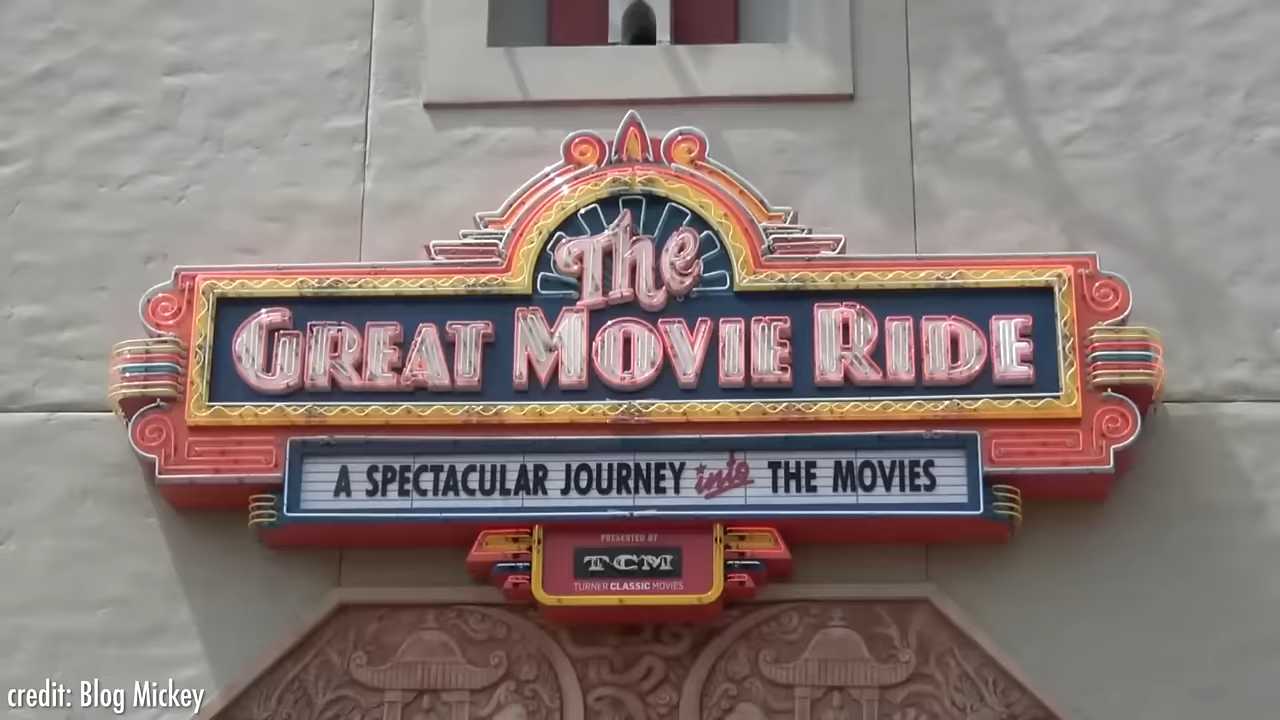 The
GREAT MOVIE RIDE
A SPECTACULAR JOURNEY into THE MOVIES
PRESENTED BY
TCM
TURNER CLASSIC MOVIES
credit: Blog Mickey